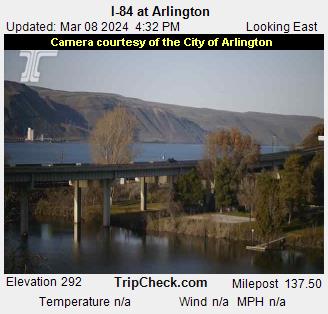 I-84 at Arlington
Updated: Mar 08 2024 4:32 PM Looking East
Camera courtesy of the City of Arlington
Elevation 292 TripCheck.com Milepost 137.50
Temperature n/a Wind n/a MPH n/a